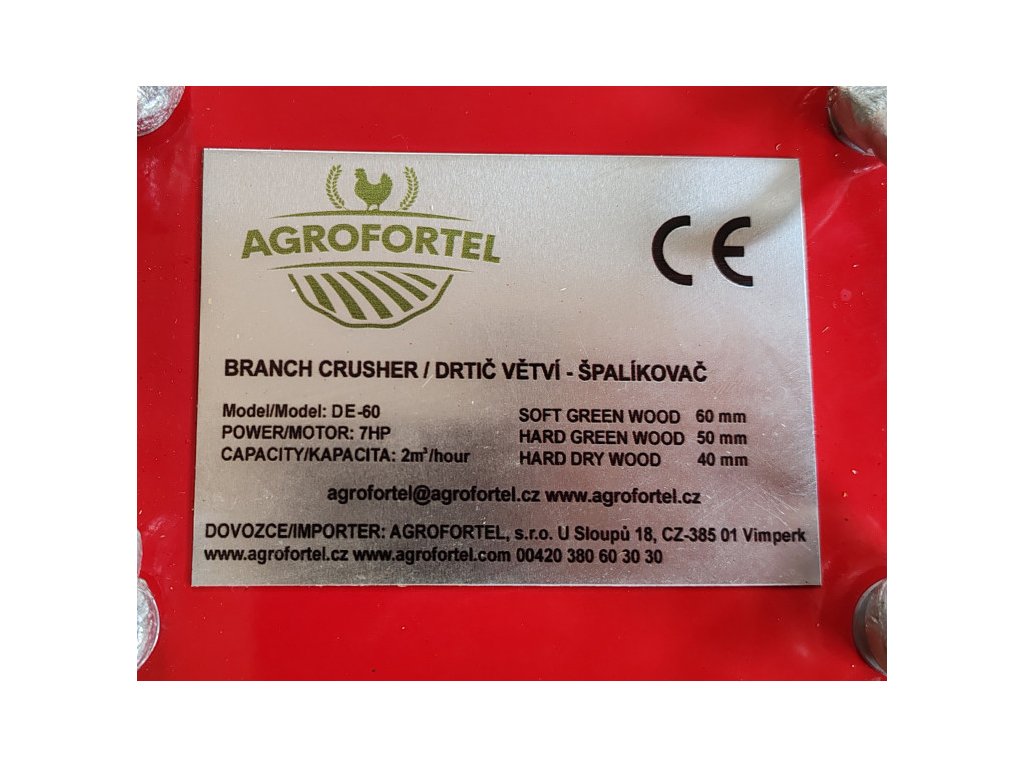 AGROFORTEL
CE
BRANCH CRUSHER / DRTIČ VĚTVÍ - ŠPALÍKOVAČ
Model/Model: DE-60
POWER/MOTOR: 7HP
CAPACITY/KAPACITA: 2m³/hour
SOFT GREEN WOOD 60 mm
HARD GREEN WOOD 50 mm
HARD DRY WOOD 40 mm
agrofortel@agrofortel.cz www.agrofortel.cz
DOVOZCE/IMPORTER: AGROFORTEL, s.r.o. U Sloupů 18, CZ-385 01 Vimperk
www.agrofortel.cz www.agrofortel.com 00420 380 60 30 30